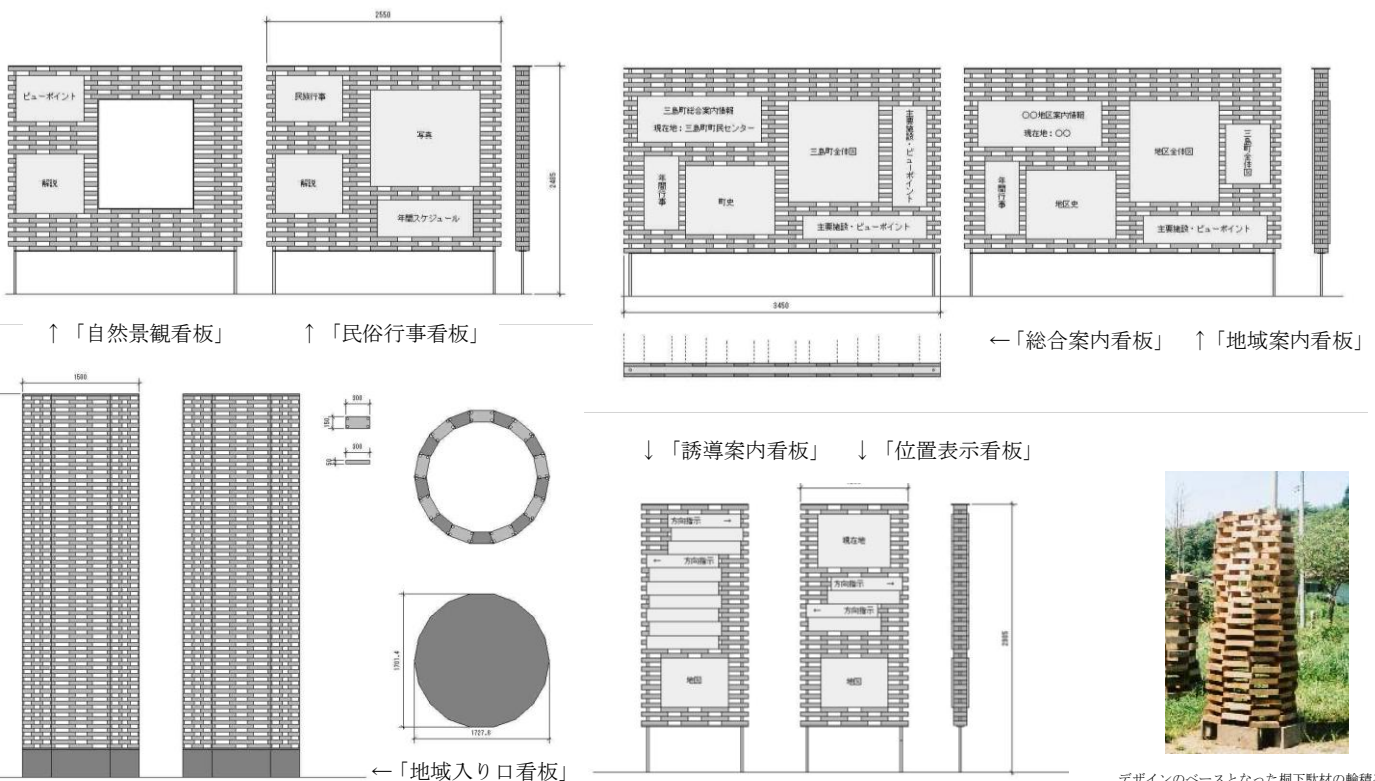 2550
ビューポイント
解説
民俗行事
写真
解説
年間スケジュール
2485
三島町総合案内情報
現在地：三島町町民センター
三島町全体図
主要施設・ビューポイント
年間行事
町史
主要施設・ビューポイント
〇〇地区案内情報
現在地：〇〇
地区全体図
三島町全体図
年間行事
地区史
主要施設・ビューポイント
3450
↑「自然景観看板」
↑「民俗行事看板」
←「総合案内看板」
↑「地域案内看板」
1500
300
150
300
50
1701.4
1727.8
←「地域入り口看板」
↓「誘導案内看板」
↓「位置表示看板」
方向指示 →
← 方向指示
地図
現在地
方向指示 →
← 方向指示
地図
デザインのベースとなった桐下駄材の輪積